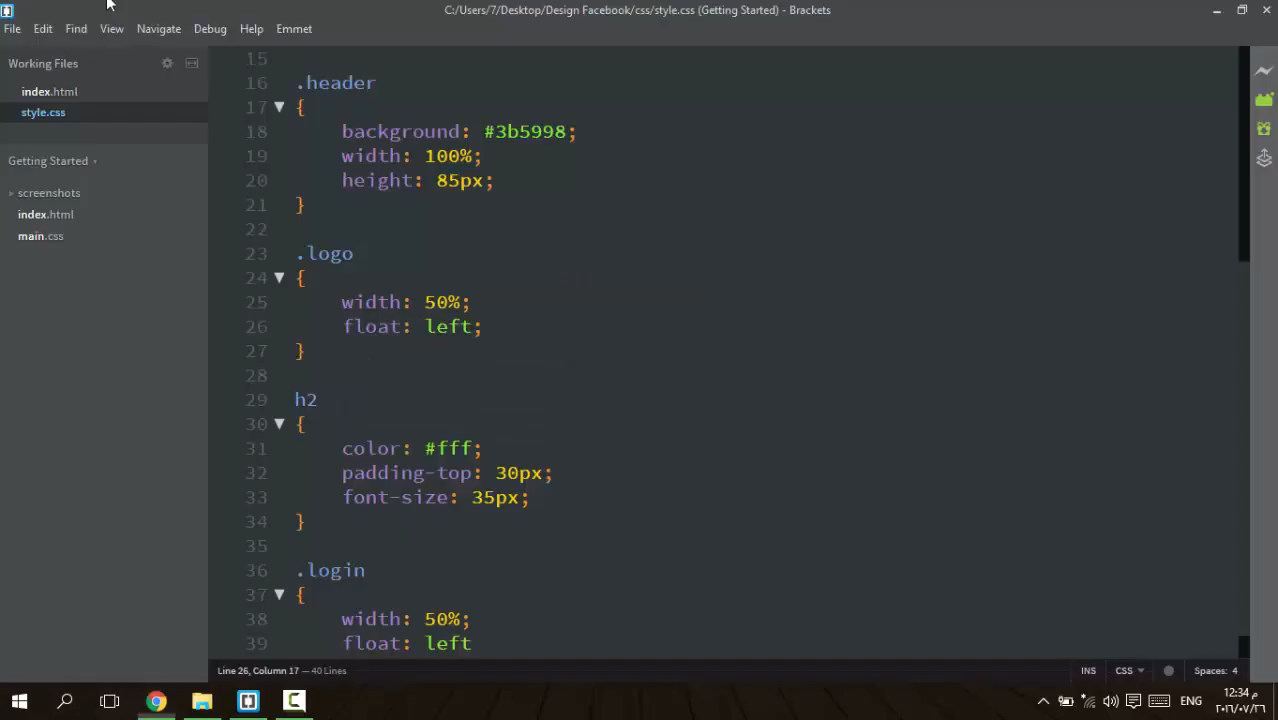 C:/Users/7/Desktop/Design Facebook/css/style.css (Getting Started) - Brackets
File Edit Find View Navigate Debug Help Emmet
Working Files
index.html
style.css
Getting Started
screenshots
index.html
main.css
15
16 .header
17 {
18 background: #3b5998;
19 width: 100%;
20 height: 85px;
21 }
22
23 .logo
24 {
25 width: 50%;
26 float: left;
27 }
28
29 h2
30 {
31 color: #fff;
32 padding-top: 30px;
33 font-size: 35px;
34 }
35
36 .login
37 {
38 width: 50%;
39 float: left
Line 26, Column 17 — 40 Lines
INS CSS Spaces: 4
ENG
12:34 م
٢٠١٦/٠٧/٢٦